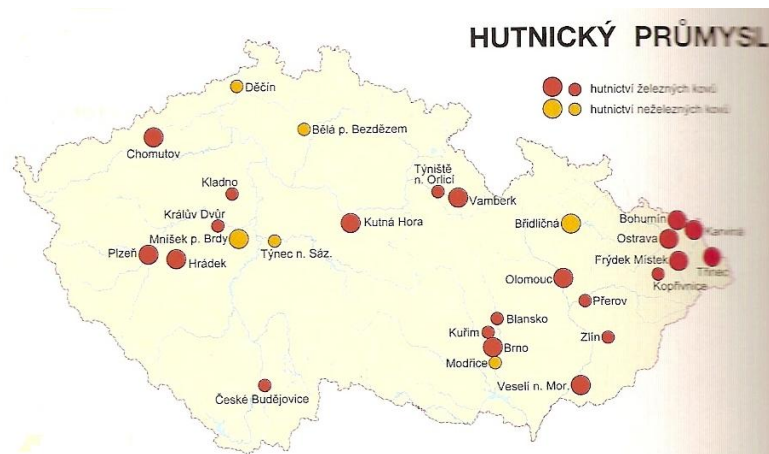 HUTNICKÝ PRŮMYSL
hutnictví železných kovů
hutnictví neželezných kovů
Děčín
Bělá p. Bezdězem
Chomutov
Týniště
n. Orlicí
Kladno
Vamberk
Králův Dvůr
Kutná Hora
Břidličná
Bohumín
Karviná
Mníšek p. Brdy
Týnec n. Sáz.
Ostrava
Plzeň
Hrádek
Frýdek Místek
Třinec
Kopřivnice
Olomouc
Přerov
Blansko
Kuřim
Zlín
Brno
Modřice
Veselí n. Mor.
České Budějovice